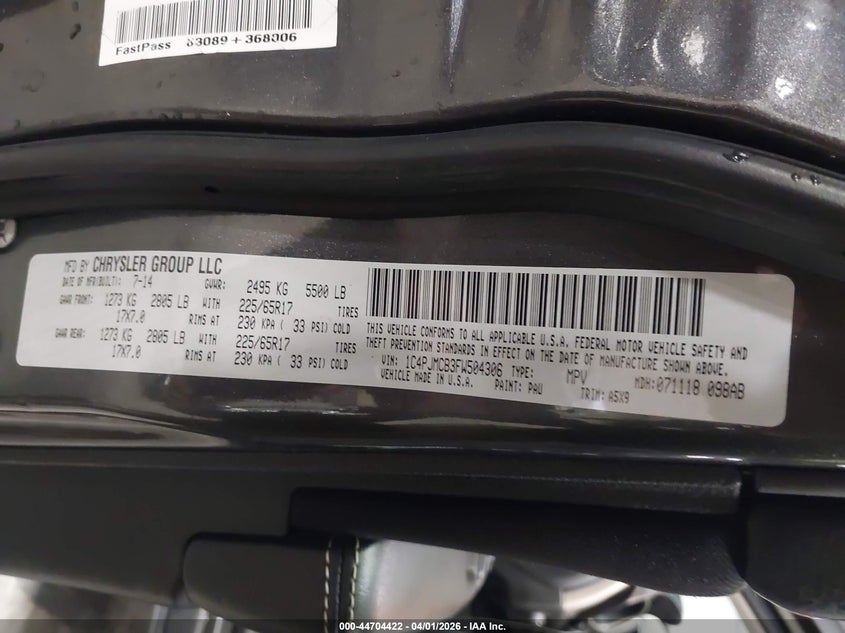 FastPass 83089+368006
MFD BY CHRYSLER GROUP LLC
DATE OF MFR(BUILT): 7-14 GVWR: 2495 KG 5500 LB
GAWR FRONT: 1273 KG 2805 LB WITH 225/65R17 TIRES
17X7.0 RIMS AT 230 KPA ( 33 PSI) COLD
GAWR REAR: 1273 KG 2805 LB WITH 225/65R17 TIRES
17X7.0 RIMS AT 230 KPA ( 33 PSI) COLD
THIS VEHICLE CONFORMS TO ALL APPLICABLE U.S.A. FEDERAL MOTOR VEHICLE SAFETY AND
THEFT PREVENTION STANDARDS IN EFFECT ON THE DATE OF MANUFACTURE SHOWN ABOVE.
VIN: 1C4PJMCB3FW504306 TYPE: MPV MDH: 071118 098AB
VEHICLE MADE IN U.S.A. PAINT: PAU TRIM: A5X9
000-44704422 - 04/01/2026 - IAA Inc.